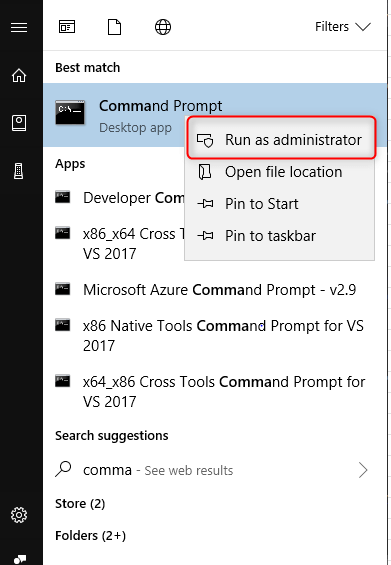 Filters
Best match
Command Prompt
Desktop app
Run as administrator
Open file location
Pin to Start
Pin to taskbar
Apps
Developer Comm
x86_x64 Cross T
VS 2017
Microsoft Azure Command Prompt - v2.9
x86 Native Tools Command Prompt for VS
2017
x64_x86 Cross Tools Command Prompt for
VS 2017
Search suggestions
comma - See web results
Store (2)
Folders (2+)